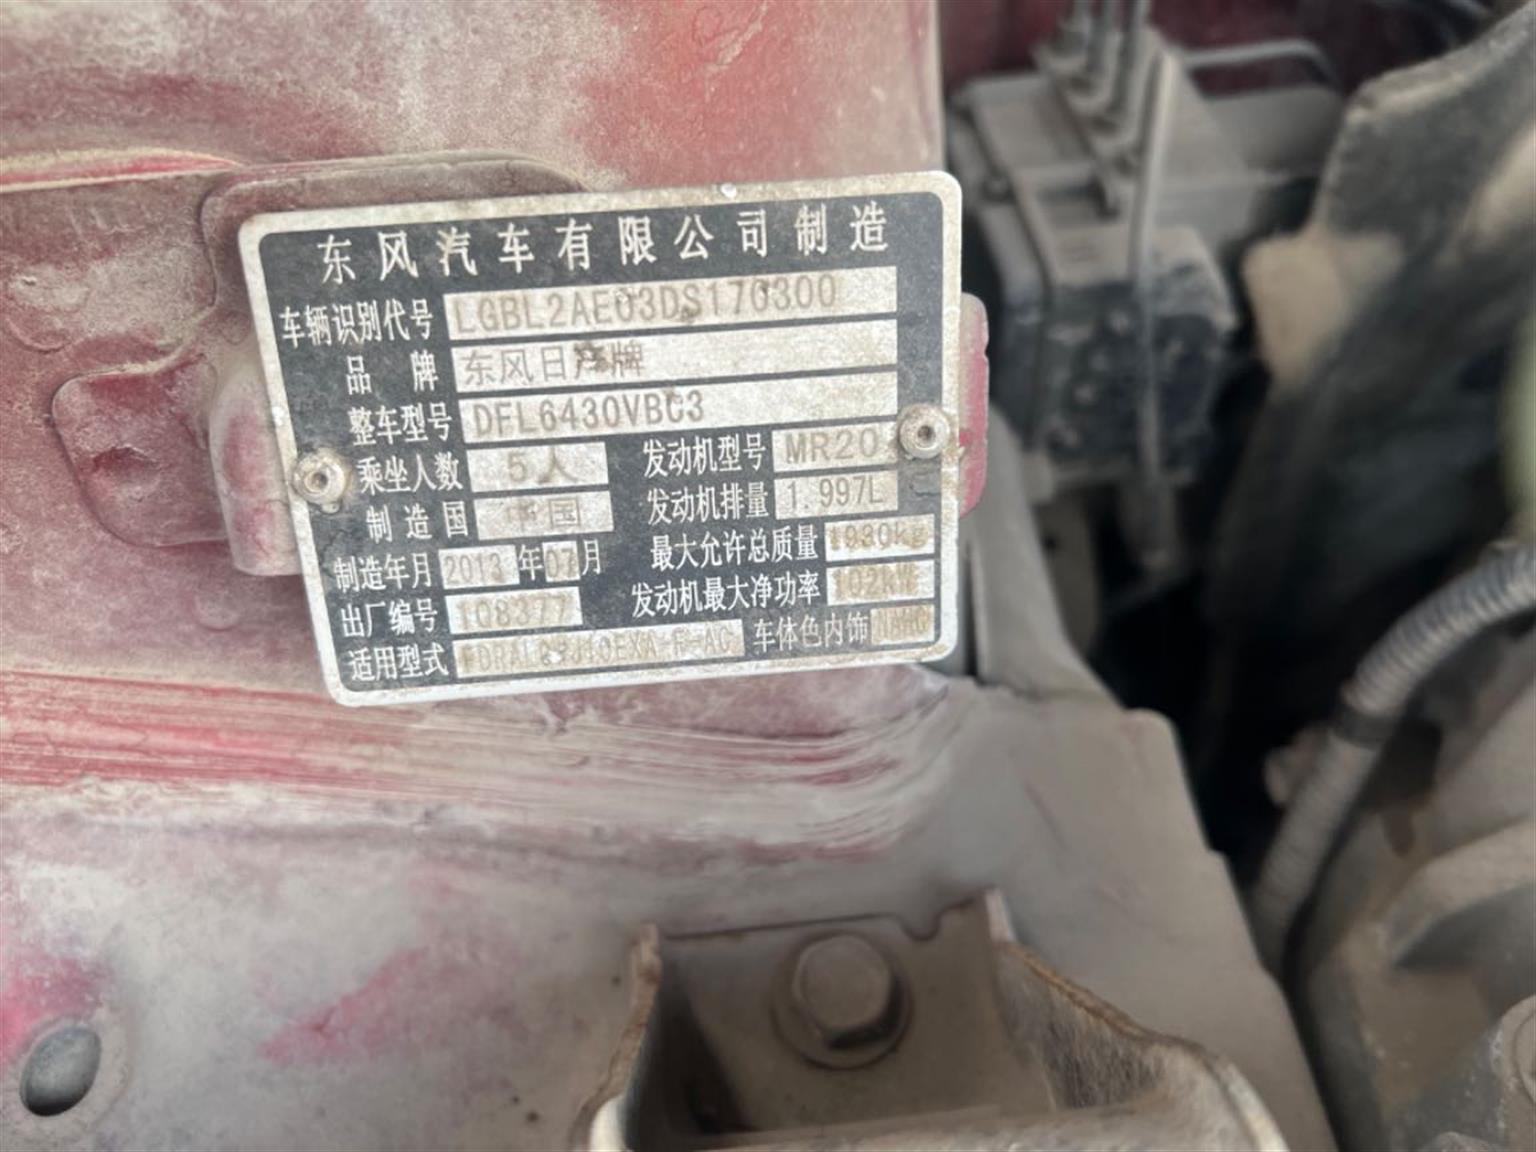 东风汽车有限公司制造
车辆识别代号 LGBL2AE03DS170300
品牌 东风日产牌
整车型号 DFL6430VBC3
乘坐人数 5人 发动机型号 MR20
制造国 中国 发动机排量 1.997L
制造年月 2013年07月 最大允许总质量 1930kg
出厂编号 108377 发动机最大净功率 102kW
适用型式 车体色内饰